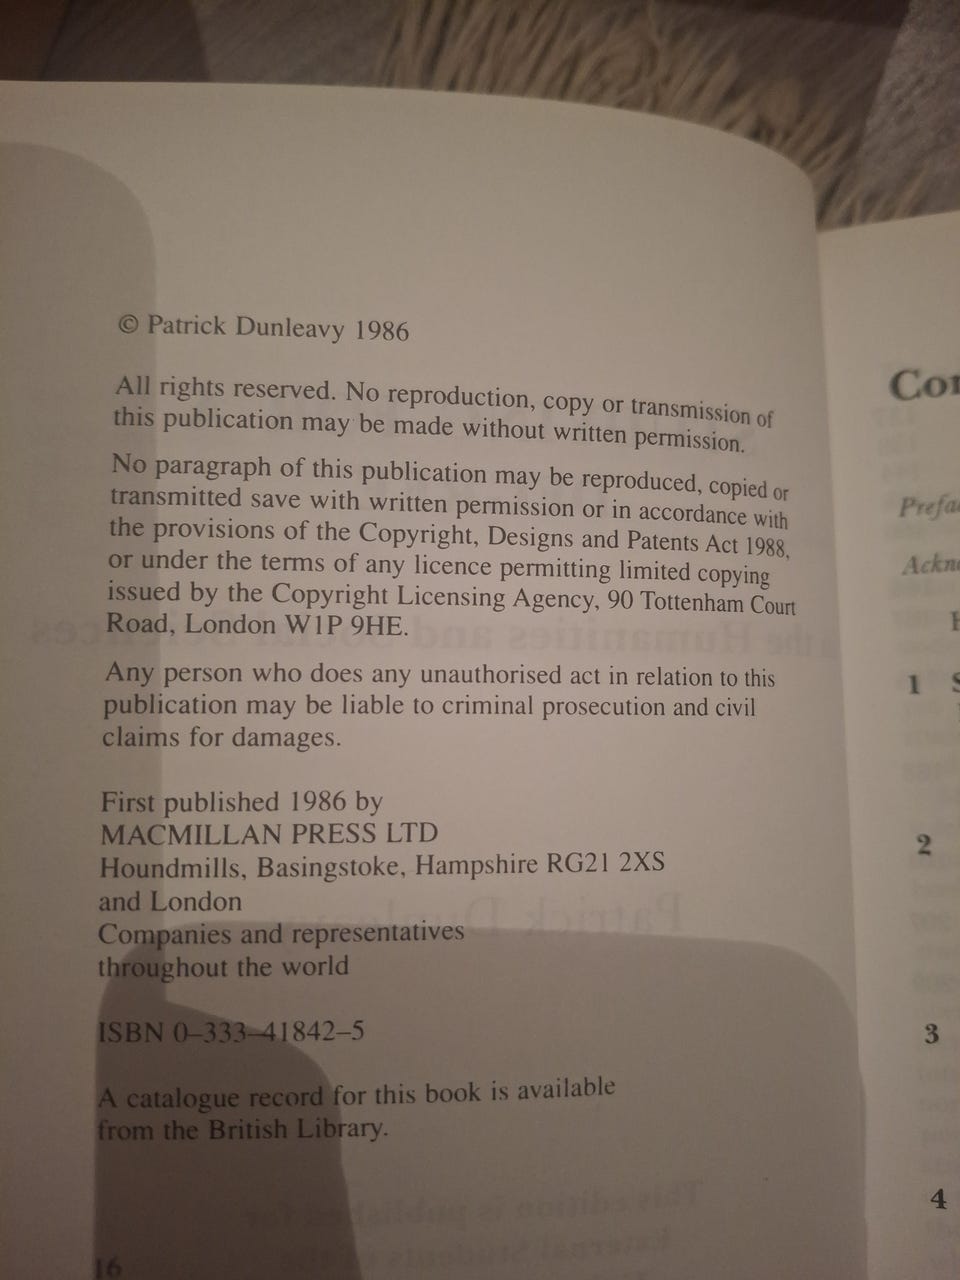 © Patrick Dunleavy 1986
All rights reserved. No reproduction, copy or transmission of
this publication may be made without written permission.
No paragraph of this publication may be reproduced, copied or
transmitted save with written permission or in accordance with
the provisions of the Copyright, Designs and Patents Act 1988,
or under the terms of any licence permitting limited copying
issued by the Copyright Licensing Agency, 90 Tottenham Court
Road, London W1P 9HE.
Any person who does any unauthorised act in relation to this
publication may be liable to criminal prosecution and civil
claims for damages.
First published 1986 by
MACMILLAN PRESS LTD
Houndmills, Basingstoke, Hampshire RG21 2XS
and London
Companies and representatives
throughout the world
ISBN 0–333–41842–5
A catalogue record for this book is available
from the British Library.
16
1
2
3
4